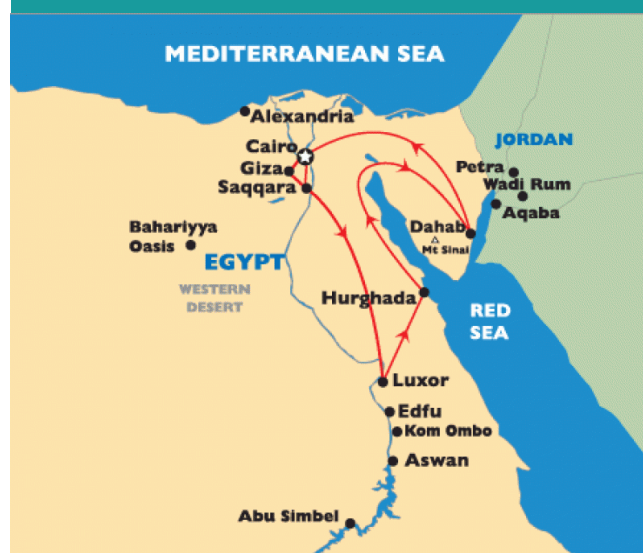 MEDITERRANEAN SEA
Alexandria
Cairo
Giza
Saqqara
JORDAN
Petra
Wadi Rum
Aqaba
Dahab
Mt Sinai
Bahariyya
Oasis
EGYPT
WESTERN
DESERT
Hurghada
RED
SEA
Luxor
Edfu
Kom Ombo
Aswan
Abu Simbel